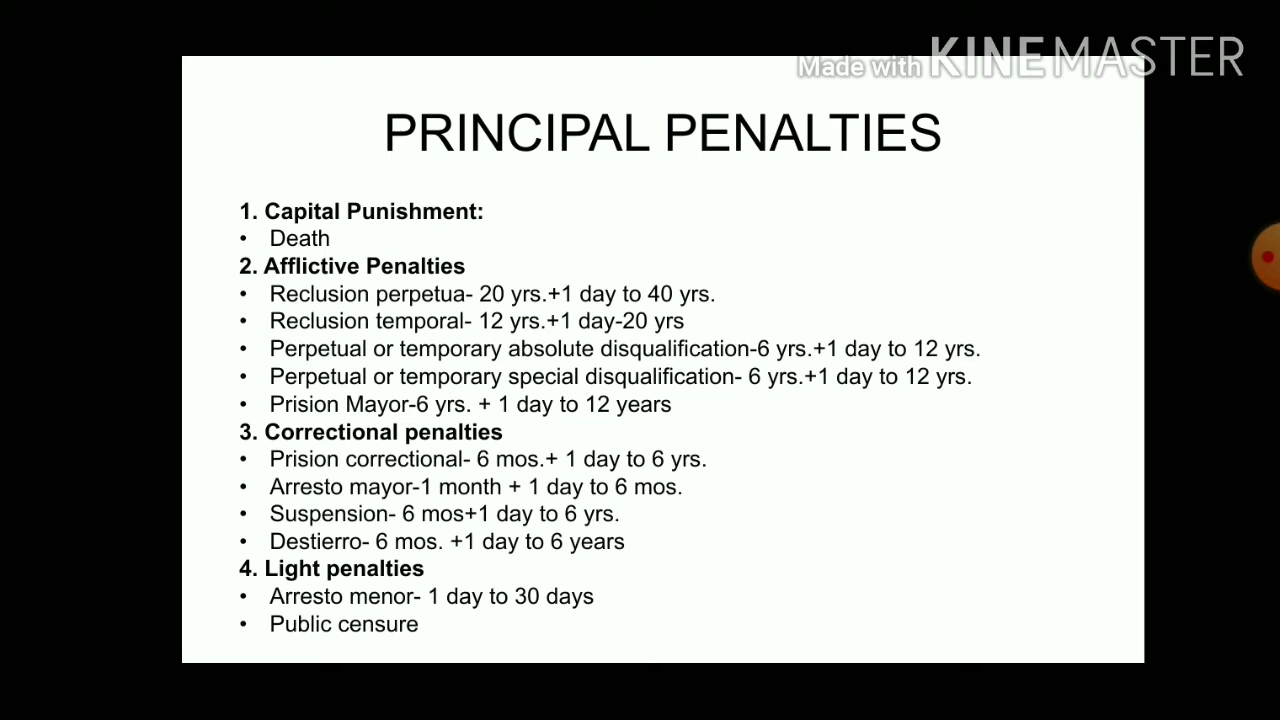 Made with KINEMASTER
PRINCIPAL PENALTIES
1. Capital Punishment:
• Death
2. Afflictive Penalties
• Reclusion perpetua- 20 yrs.+1 day to 40 yrs.
• Reclusion temporal- 12 yrs.+1 day-20 yrs
• Perpetual or temporary absolute disqualification-6 yrs.+1 day to 12 yrs.
• Perpetual or temporary special disqualification- 6 yrs.+1 day to 12 yrs.
• Prision Mayor-6 yrs. + 1 day to 12 years
3. Correctional penalties
• Prision correctional- 6 mos.+ 1 day to 6 yrs.
• Arresto mayor-1 month + 1 day to 6 mos.
• Suspension- 6 mos+1 day to 6 yrs.
• Destierro- 6 mos. +1 day to 6 years
4. Light penalties
• Arresto menor- 1 day to 30 days
• Public censure